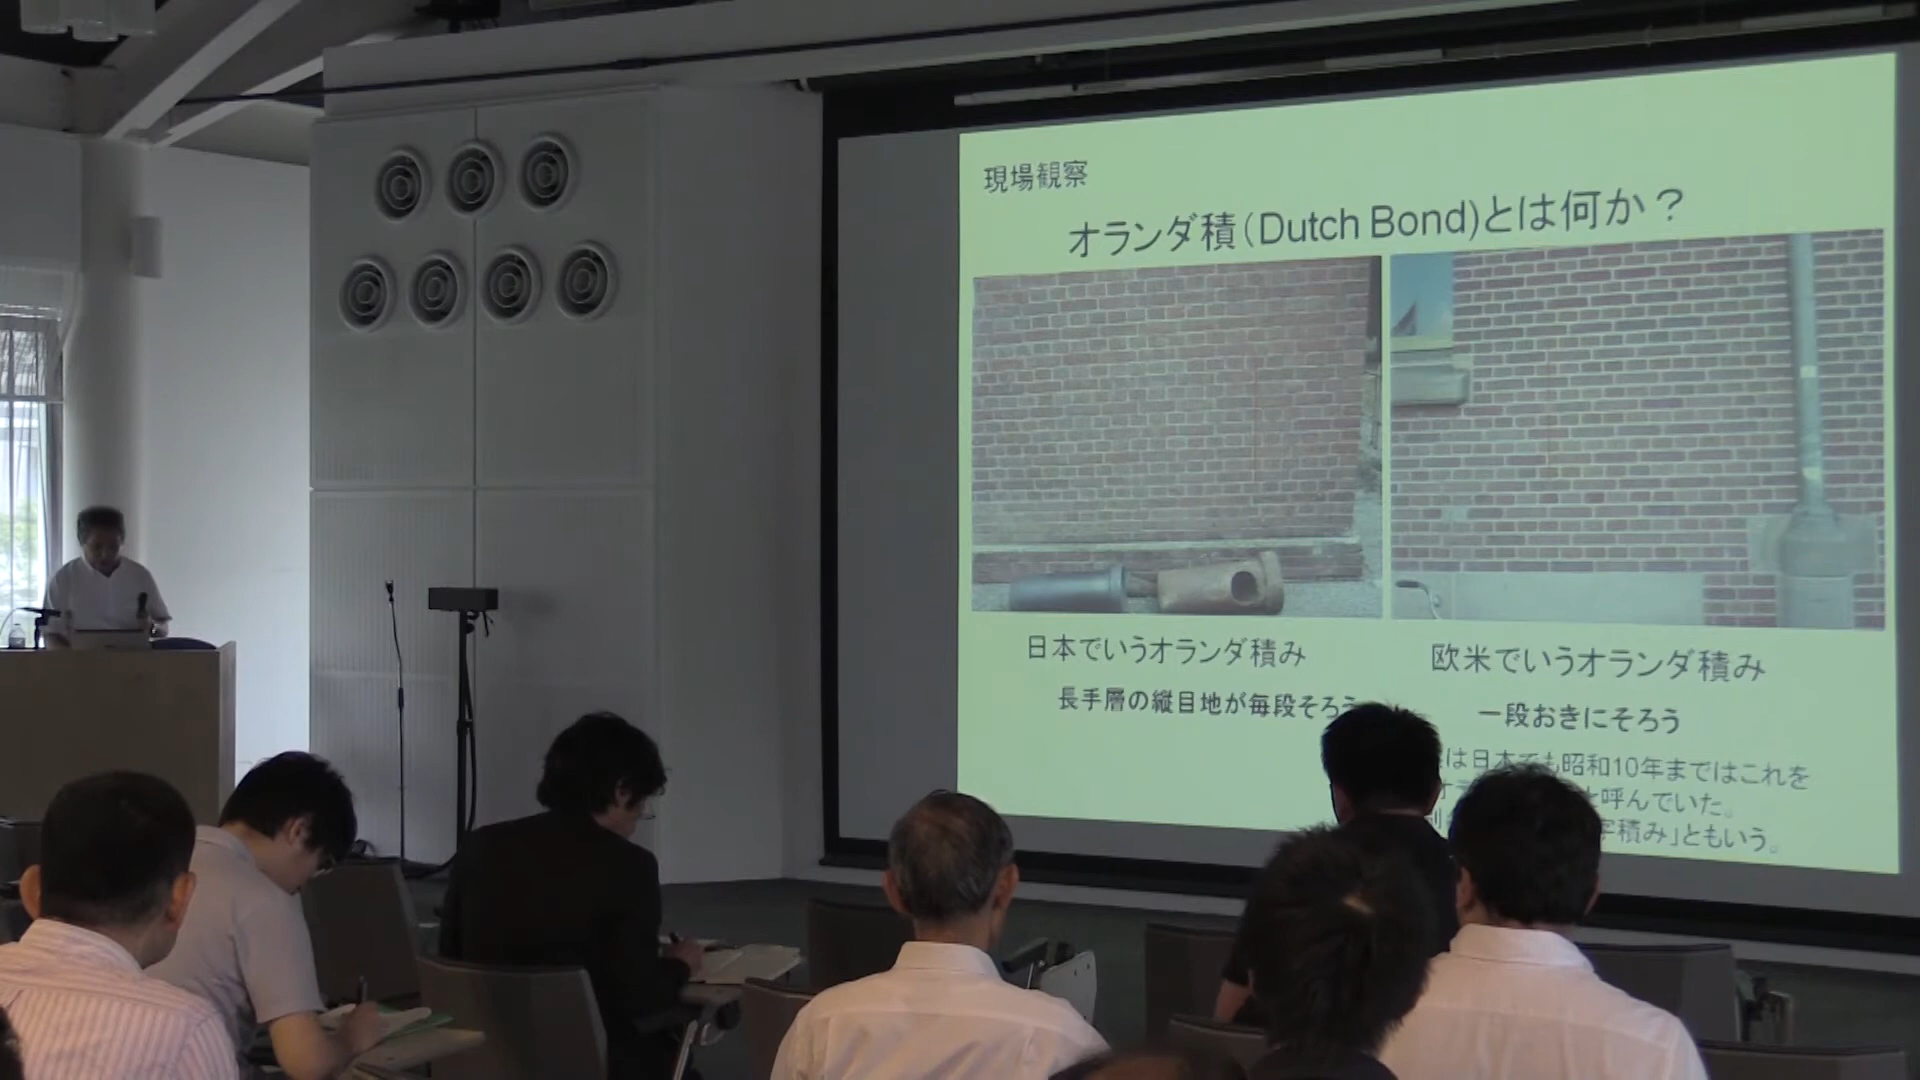 現場観察
オランダ積(Dutch Bond)とは何か？
日本でいうオランダ積み
欧米でいうオランダ積み
長手層の縦目地が毎段そろう
一段おきにそろう
は日本でも昭和10年まではこれを
と呼んでいた。
字積み」ともいう。